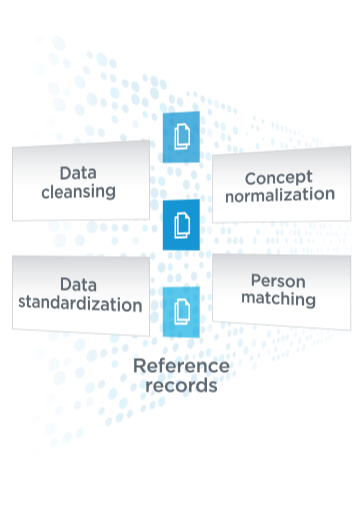 Data
cleansing
Concept
normalization
Data
standardization
Person
matching
Reference
records